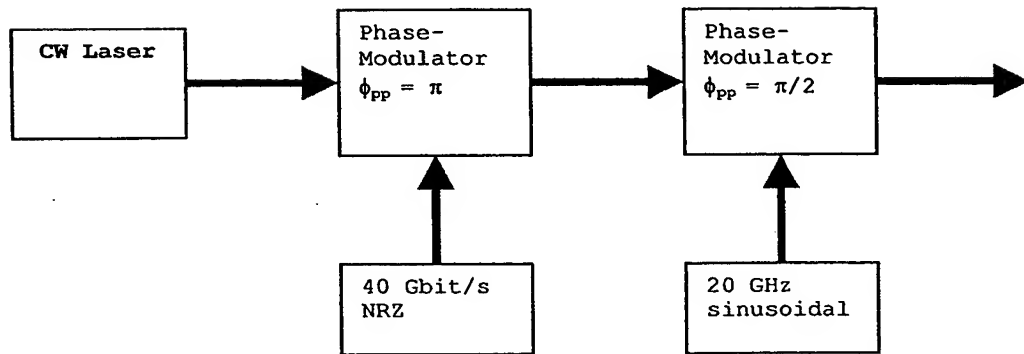 CW Laser
Phase-
Modulator
ϕpp = π
Phase-
Modulator
ϕpp = π/2
40 Gbit/s
NRZ
20 GHz
sinusoidal